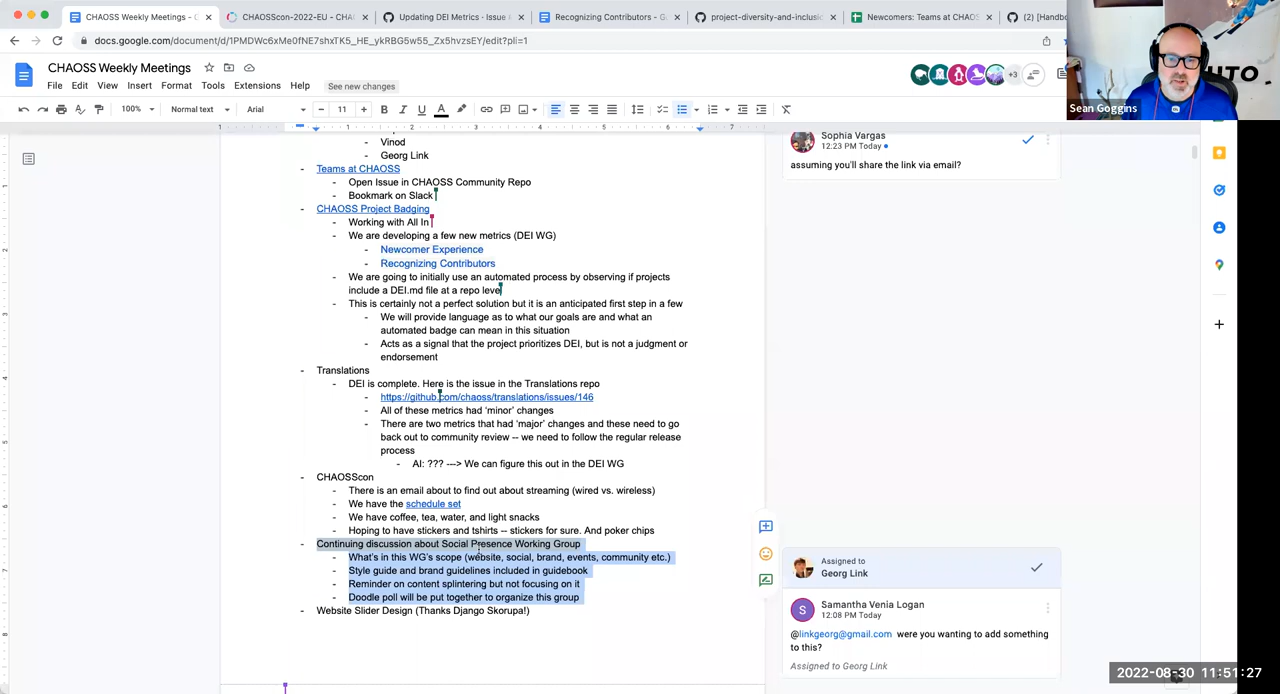 CHAOSS Weekly Meetings - C
CHAOSScon-2022-EU - CHA
Updating DEI Metrics · Issue
Recognizing Contributors - G
project-diversity-and-inclusio
Newcomers: Teams at CHAOS
(2) [Handb
docs.google.com/document/d/1PMDWc6xMe0fNE7shxTK5_HE_ykRBG5w55_Zx5hvzsEY/edit?pli=1
CHAOSS Weekly Meetings
File Edit View Insert Format Tools Extensions Help See new changes
+3
UTO
Sean Goggins
100% Normal text Arial 11
1 1 2 3 4 5 6 7
Vinod
Georg Link
- Teams at CHAOSS
- Open Issue in CHAOSS Community Repo
- Bookmark on Slack
- CHAOSS Project Badging
- Working with All In
- We are developing a few new metrics (DEI WG)
- Newcomer Experience
- Recognizing Contributors
- We are going to initially use an automated process by observing if projects
include a DEI.md file at a repo level
- This is certainly not a perfect solution but it is an anticipated first step in a few
- We will provide language as to what our goals are and what an
automated badge can mean in this situation
- Acts as a signal that the project prioritizes DEI, but is not a judgment or
endorsement
- Translations
- DEI is complete. Here is the issue in the Translations repo
- https://github.com/chaoss/translations/issues/146
- All of these metrics had ‘minor’ changes
- There are two metrics that had ‘major’ changes and these need to go
back out to community review -- we need to follow the regular release
process
- AI: ??? ---> We can figure this out in the DEI WG
- CHAOSScon
- There is an email about to find out about streaming (wired vs. wireless)
- We have the schedule set
- We have coffee, tea, water, and light snacks
- Hoping to have stickers and tshirts -- stickers for sure. And poker chips
- Continuing discussion about Social Presence Working Group
- What's in this WG's scope (website, social, brand, events, community etc.)
- Style guide and brand guidelines included in guidebook
- Reminder on content splintering but not focusing on it
- Doodle poll will be put together to organize this group
- Website Slider Design (Thanks Django Skorupa!)
Sophia Vargas
12:23 PM Today
assuming you'll share the link via email?
Assigned to
Georg Link
S
Samantha Venia Logan
12:08 PM Today
@linkgeorg@gmail.com were you wanting to add something
to this?
Assigned to Georg Link
2022-08-30 11:51:27